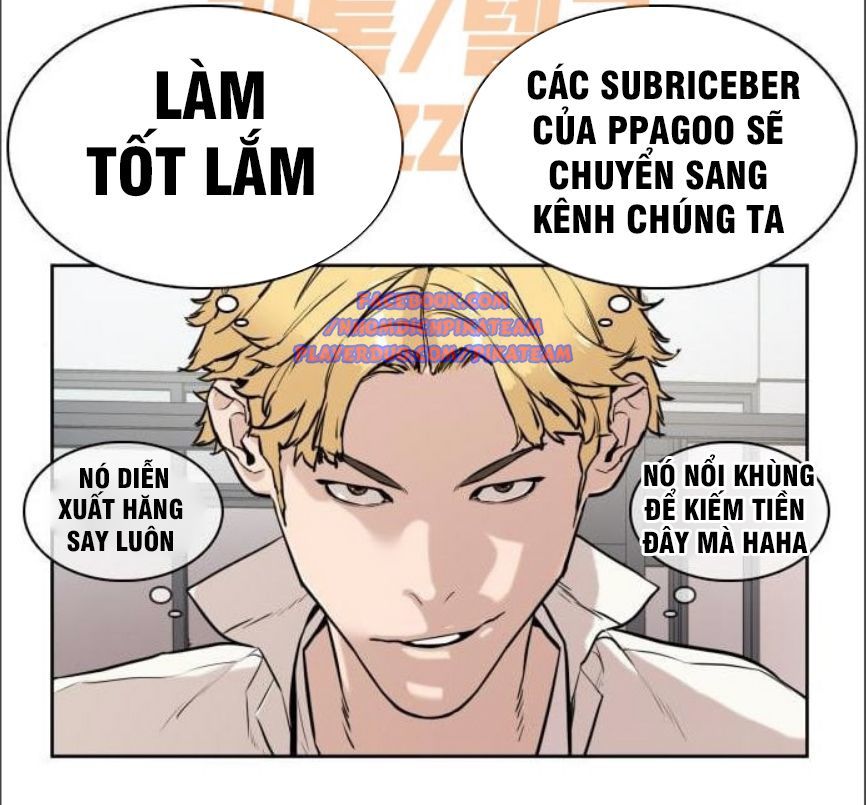 LÀM
TỐT LẮM
CÁC SUBRICEBER
CỦA PPAGOO SẼ
CHUYỂN SANG
KÊNH CHÚNG TA
FACEBOOK.COM
/NHOMDICHPIKATEAM
PLAYERDUO.COM/PIKATEAM
NÓ DIỄN
XUẤT HĂNG
SAY LUÔN
NÓ NỔI KHÙNG
ĐỂ KIẾM TIỀN
ĐÂY MÀ HAHA